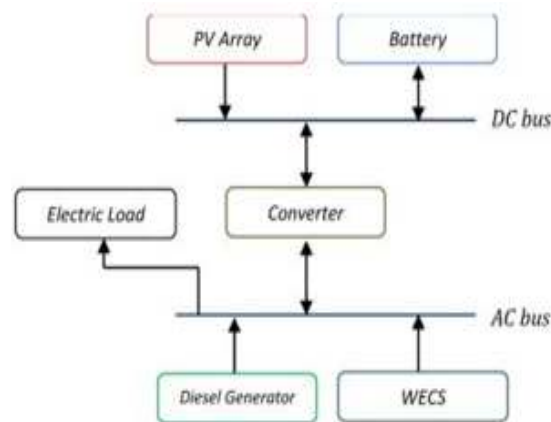 PV Array
Battery
DC bus
Electric Load
Converter
AC bus
Diesel Generator
WECS